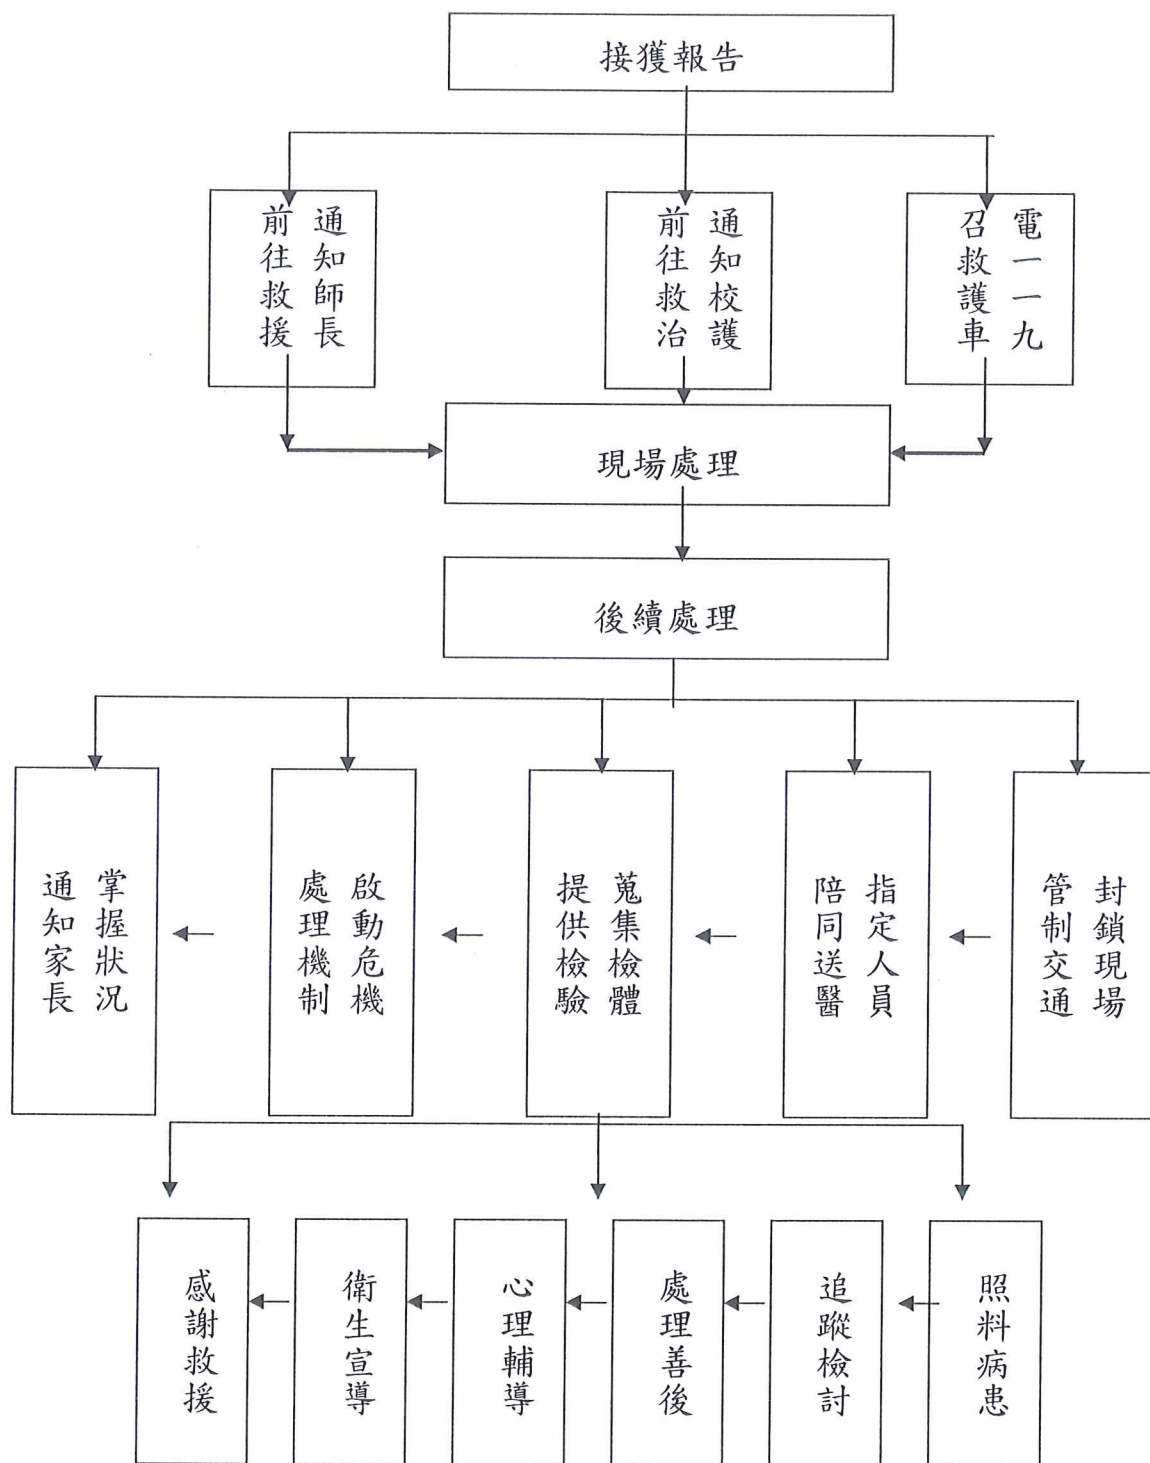 接獲報告
電一一九
召救護車
通知校護
前往救治
通知師長
前往救援
現場處理
後續處理
封鎖現場
管制交通
指定人員
陪同送醫
蒐集檢體
提供檢驗
啟動危機
處理機制
掌握狀況
通知家長
照料病患
追蹤檢討
處理善後
心理輔導
衛生宣導
感謝救援